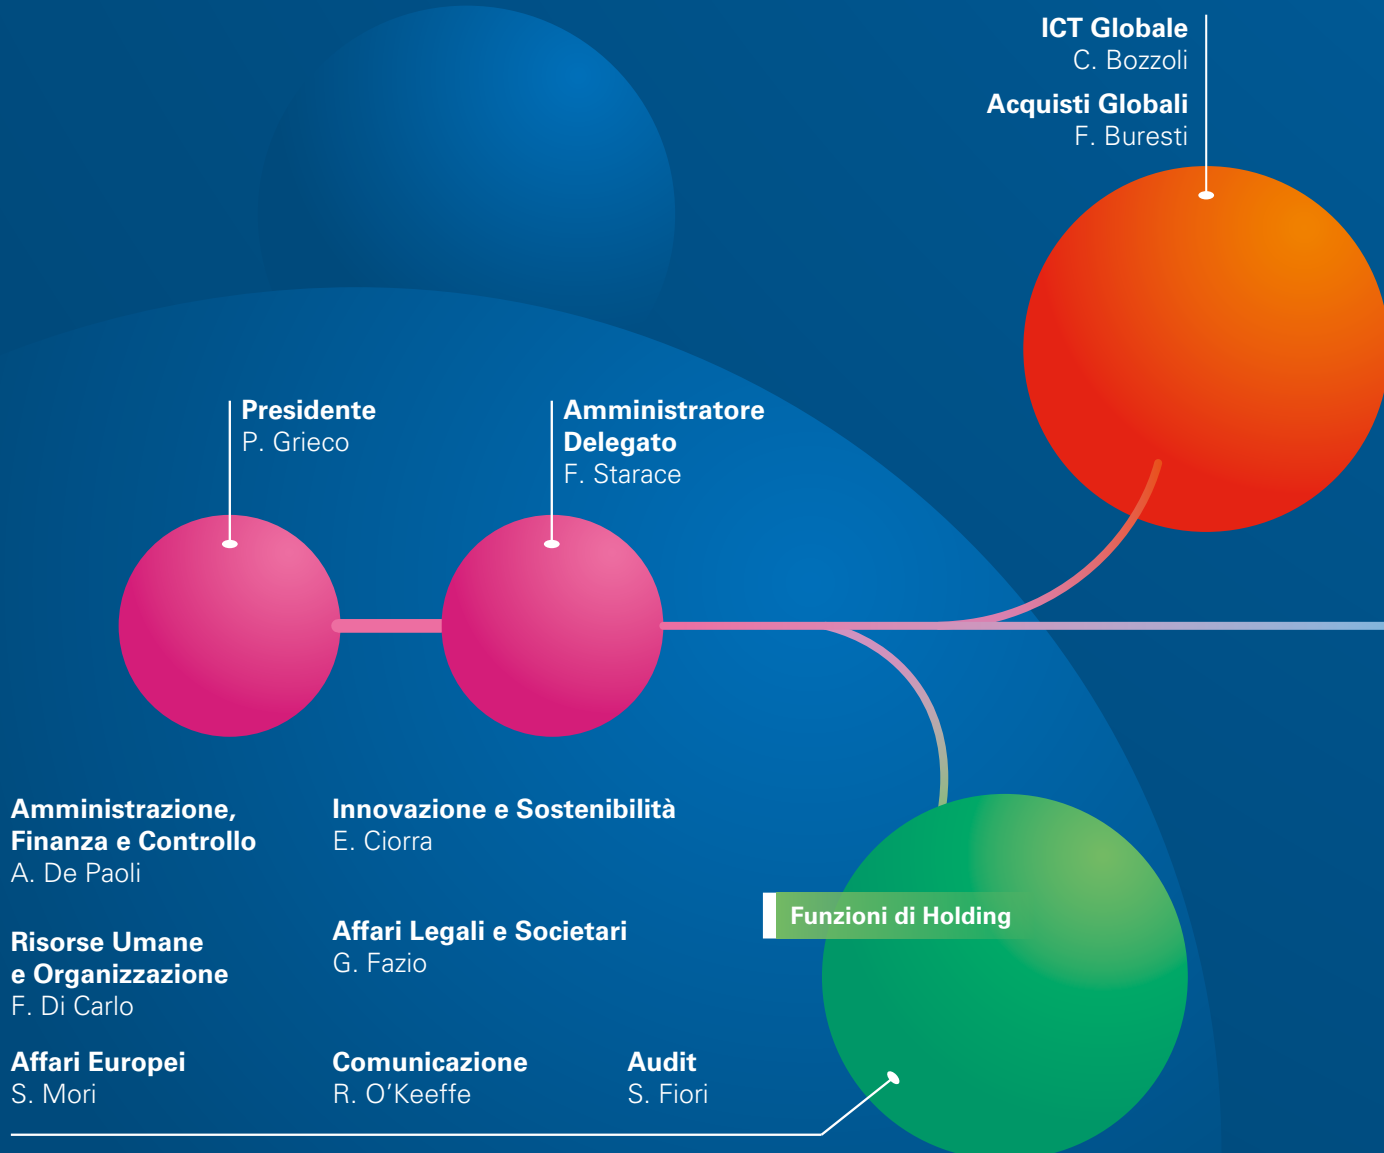 ICT Globale
C. Bozzoli
Acquisti Globali
F. Buresti
Presidente
P. Grieco
Amministratore
Delegato
F. Starace
Amministrazione,
Finanza e Controllo
A. De Paoli
Innovazione e Sostenibilità
E. Ciorra
Risorse Umane
e Organizzazione
F. Di Carlo
Affari Legali e Societari
G. Fazio
Affari Europei
S. Mori
Comunicazione
R. O’Keeffe
Audit
S. Fiori
Funzioni di Holding